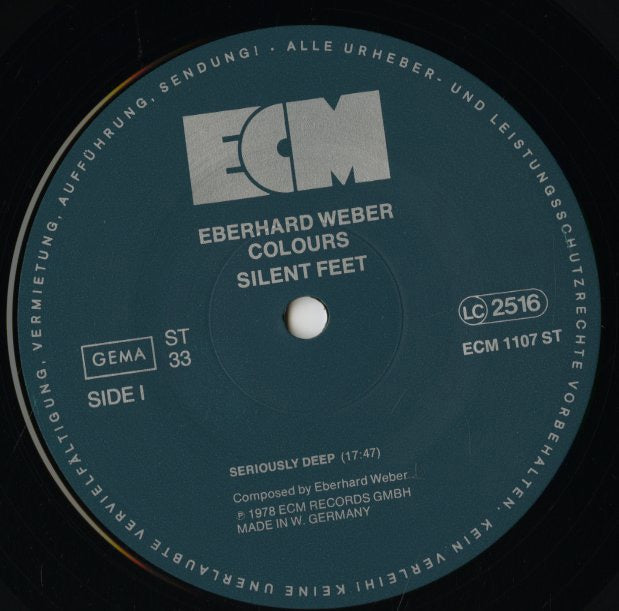 ECM
EBERHARD WEBER
COLOURS
SILENT FEET
GEMA
ST
33
SIDE I
LC 2516
ECM 1107 ST
SERIOUSLY DEEP (17:47)
Composed by Eberhard Weber
℗ 1978 ECM RECORDS GMBH
MADE IN W. GERMANY
ALLE URHEBER- UND LEISTUNGSSCHUTZRECHTE VORBEHALTEN. KEIN VERLEIH! KEINE UNERLAUBTE VERVIELFÄLTIGUNG, VERMIETUNG, AUFFÜHRUNG, SENDUNG! ·